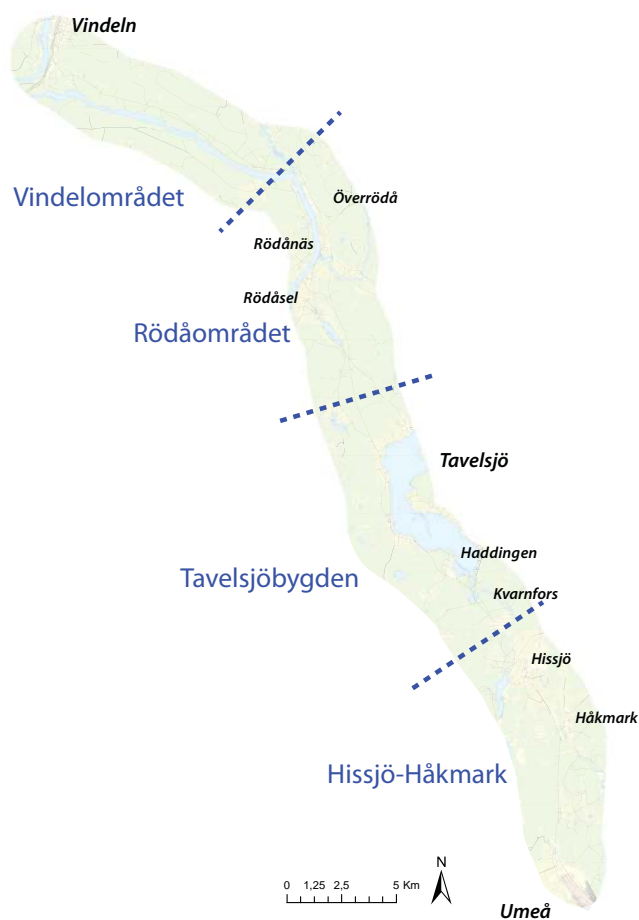 Vindeln
Vindelområdet
Överrödå
Rödånäs
Rödåsel
Rödåområdet
Tavelsjö
Haddingen
Tavelsjöbygden
Kvarnfors
Hissjö
Håkmark
Hissjö-Håkmark
N
0 1,25 2,5 5 Km
Umeå